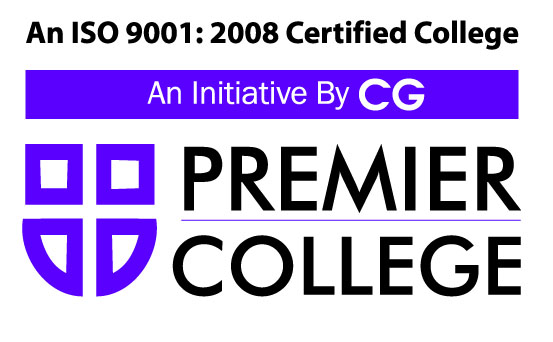 An ISO 9001: 2008 Certified College
An Initiative By CG
PREMIER
COLLEGE